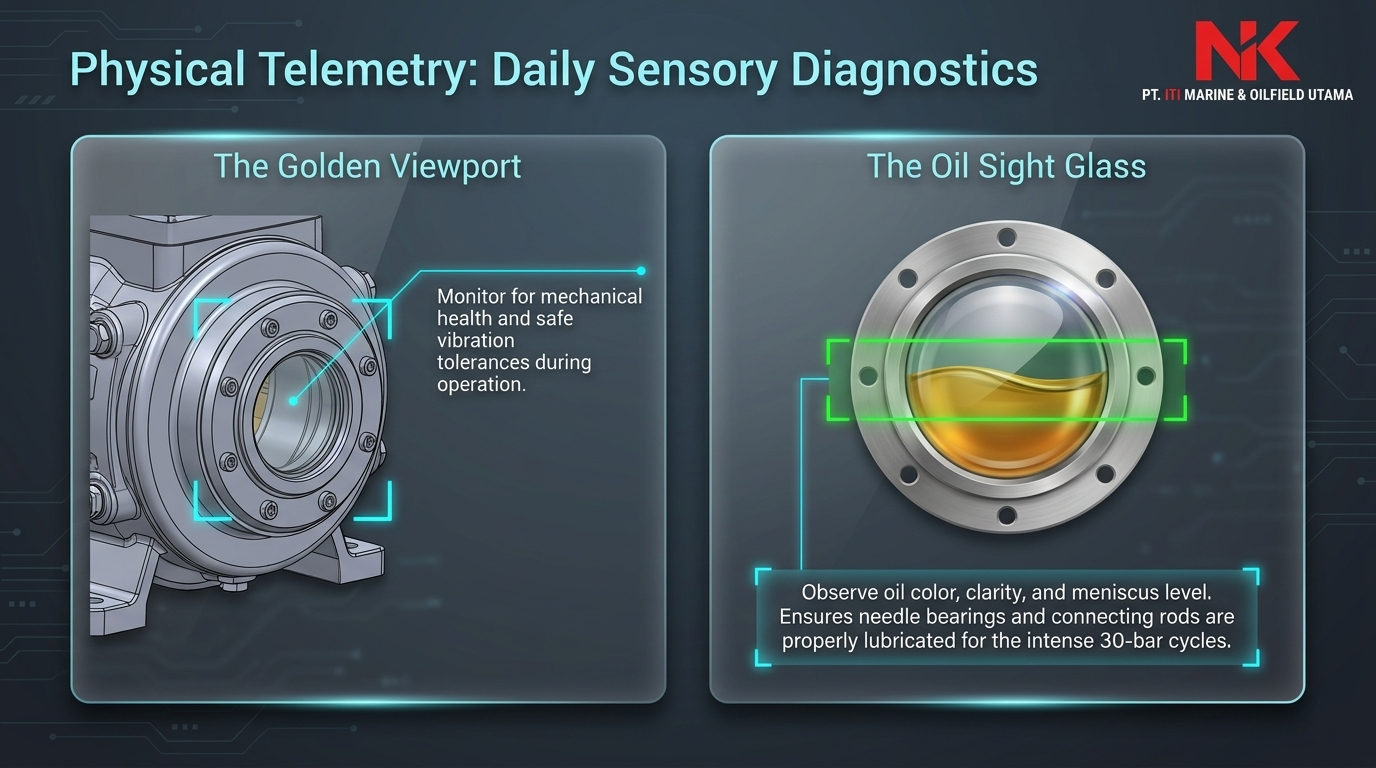 Physical Telemetry: Daily Sensory Diagnostics
NK
PT. ITI MARINE & OILFIELD UTAMA
The Golden Viewport
Monitor for mechanical
health and safe
vibration
tolerances during
operation.
The Oil Sight Glass
Observe oil color, clarity, and meniscus level.
Ensures needle bearings and connecting rods are
properly lubricated for the intense 30-bar cycles.